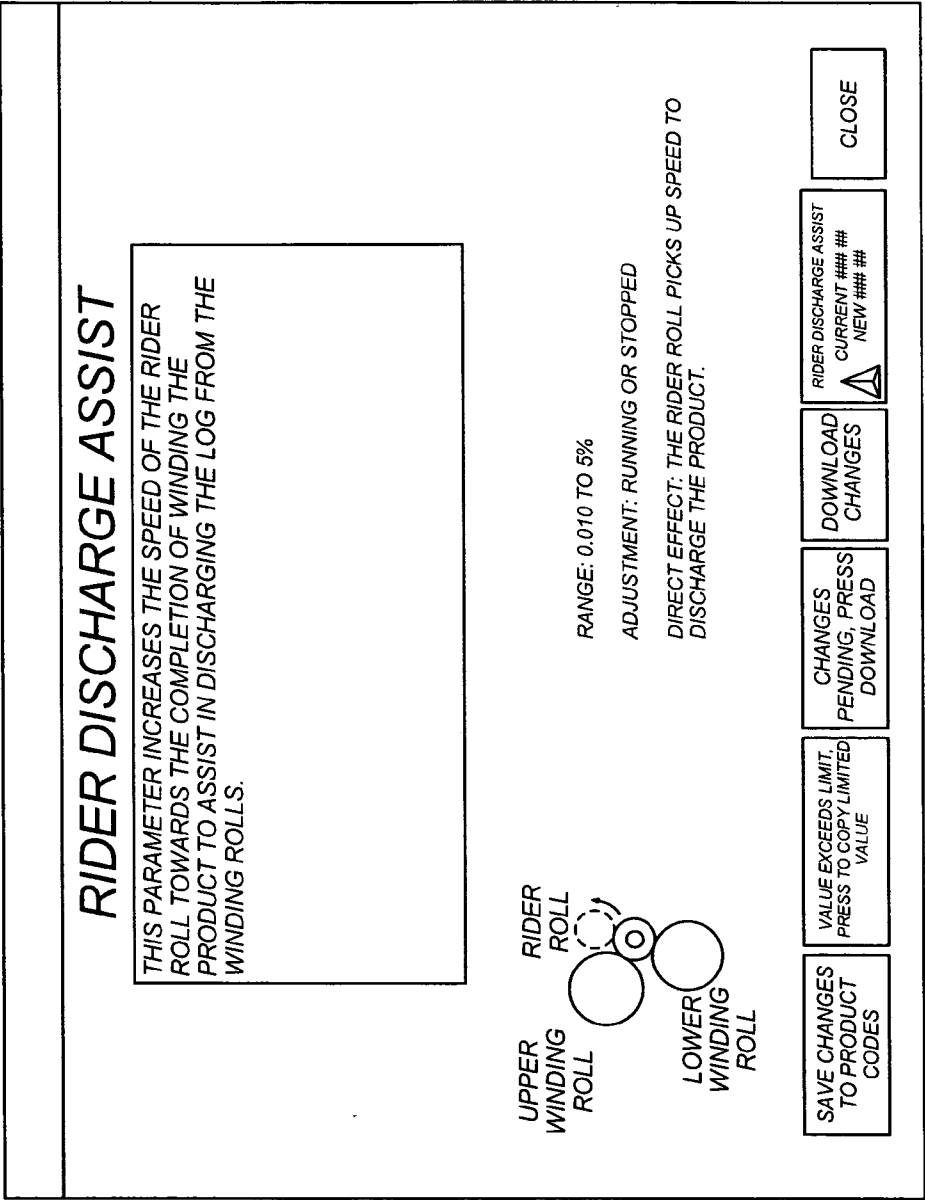 RIDER DISCHARGE ASSIST
THIS PARAMETER INCREASES THE SPEED OF THE RIDER
ROLL TOWARDS THE COMPLETION OF WINDING THE
PRODUCT TO ASSIST IN DISCHARGING THE LOG FROM THE
WINDING ROLLS.
UPPER
WINDING
ROLL
RIDER
ROLL
LOWER
WINDING
ROLL
RANGE: 0.010 TO 5%
ADJUSTMENT: RUNNING OR STOPPED
DIRECT EFFECT: THE RIDER ROLL PICKS UP SPEED TO
DISCHARGE THE PRODUCT.
SAVE CHANGES
TO PRODUCT
CODES
VALUE EXCEEDS LIMIT,
PRESS TO COPY LIMITED
VALUE
CHANGES
PENDING, PRESS
DOWNLOAD
DOWNLOAD
CHANGES
RIDER DISCHARGE ASSIST
CURRENT ### ##
NEW ### ##
CLOSE